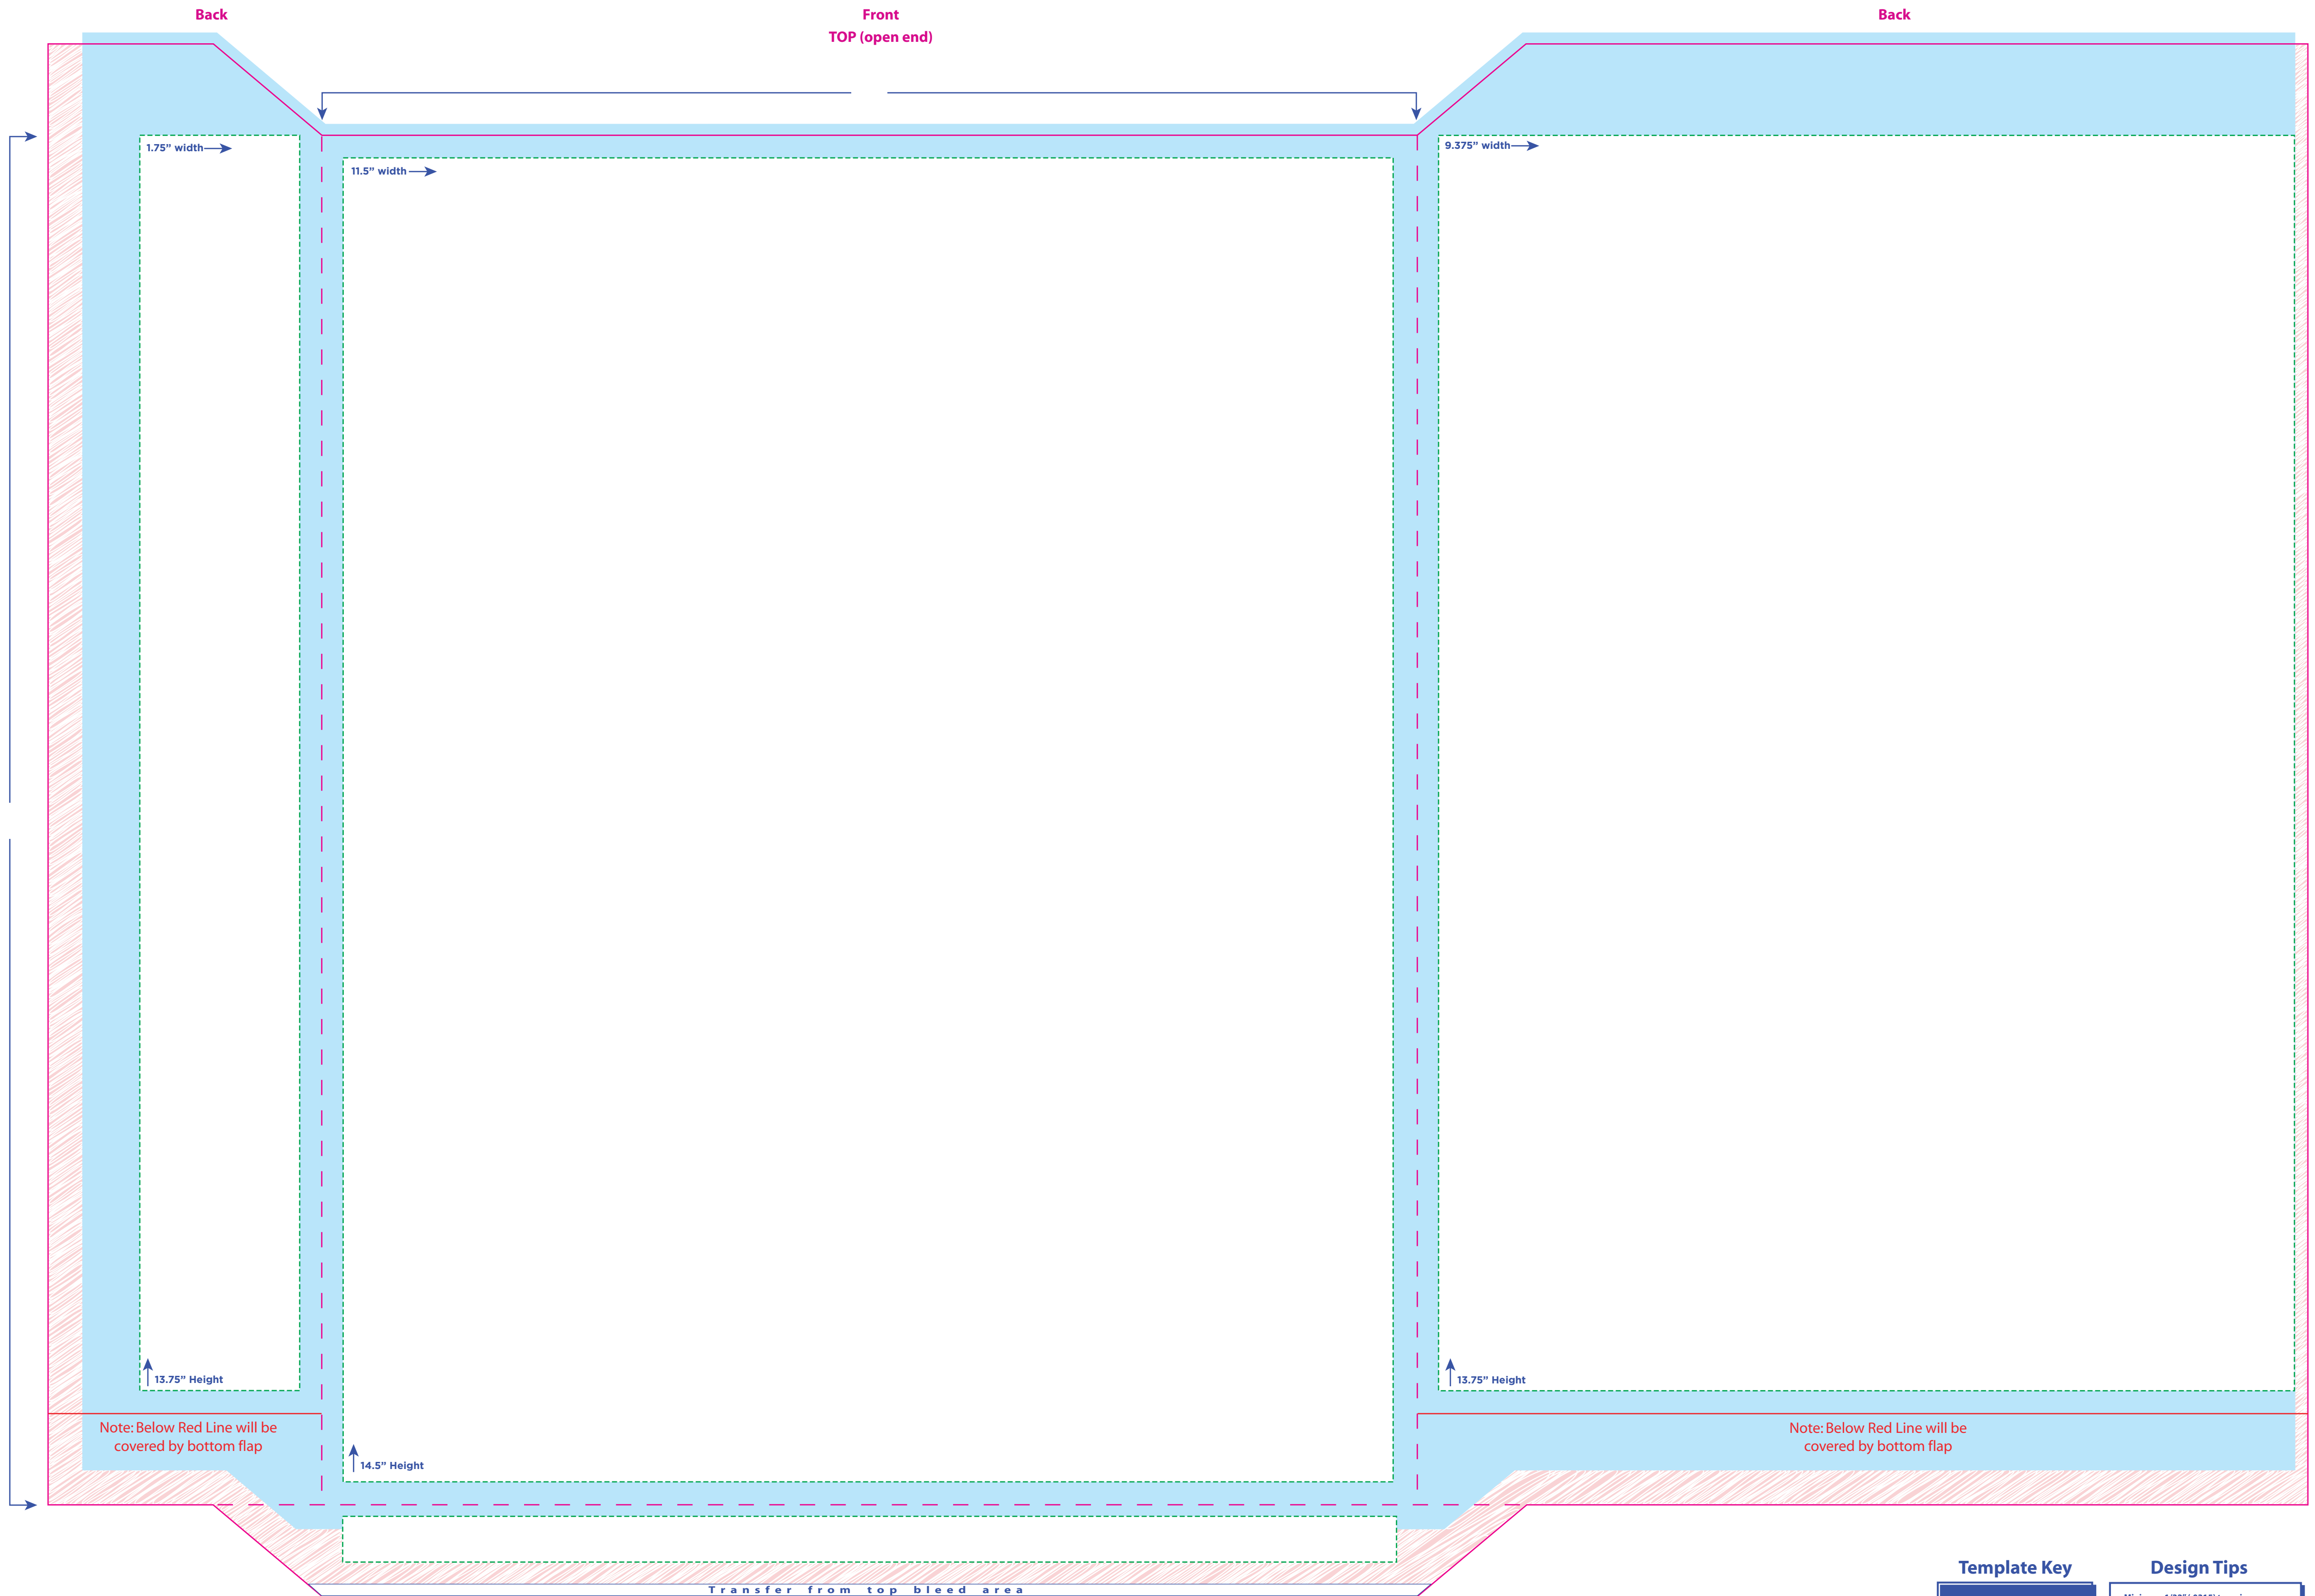 Back
Front
Back
TOP (open end)
1.75” width
11.5” width
9.375” width
13.75” Height
13.75” Height
Note: Below Red Line will be
covered by bottom flap
Note: Below Red Line will be
covered by bottom flap
14.5” Height
Template Key
Design Tips
Transfer from top bleed area